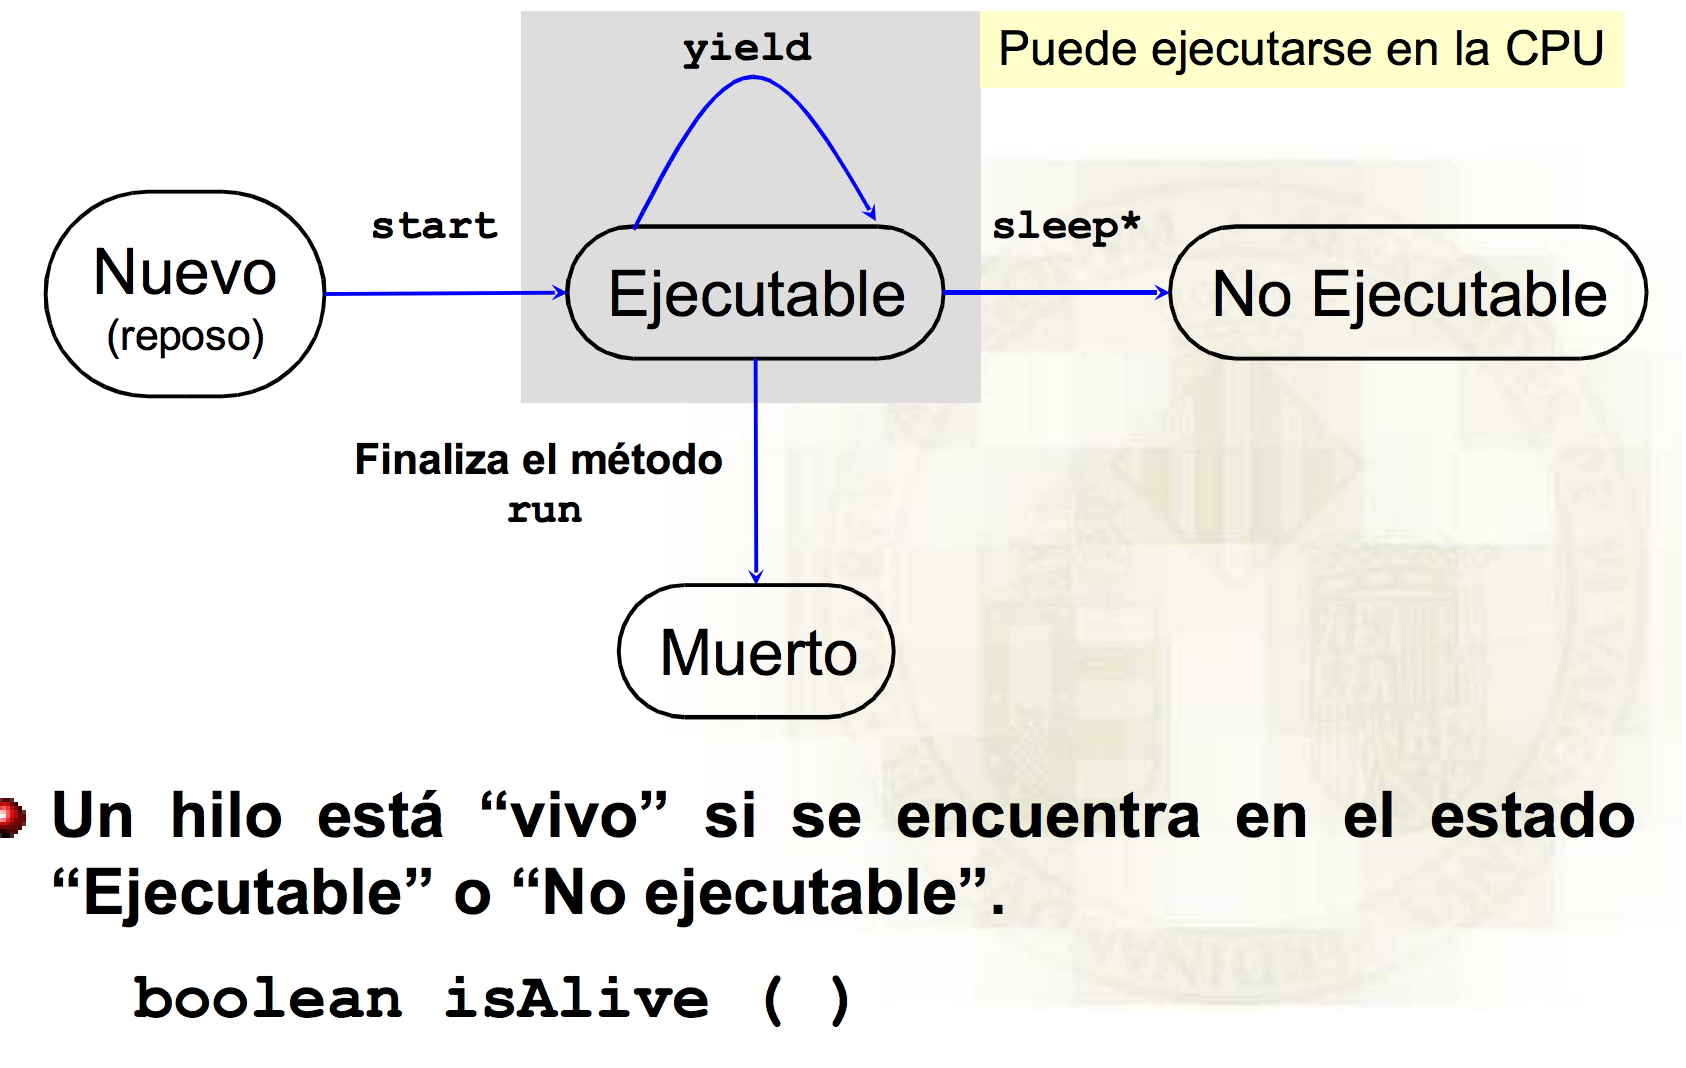 yield
Puede ejecutarse en la CPU
start
sleep*
Nuevo
(reposo)
Ejecutable
No Ejecutable
Finaliza el método
run
Muerto
Un hilo está “vivo” si se encuentra en el estado
“Ejecutable” o “No ejecutable”.
boolean isAlive ( )